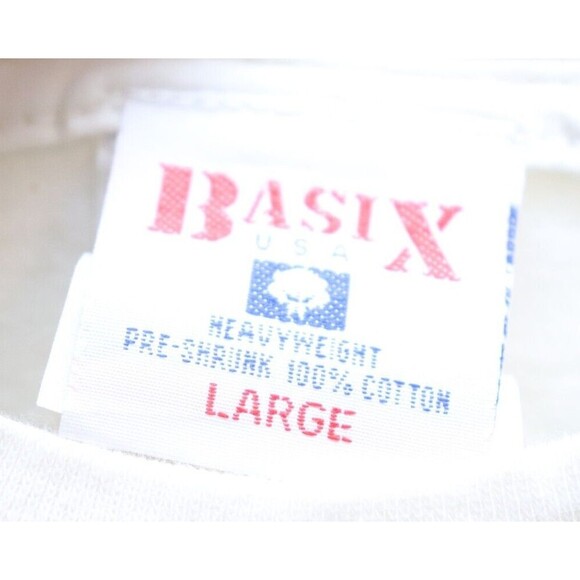 BASIX
USA
HEAVYWEIGHT
PRE-SHRUNK 100% COTTON
LARGE